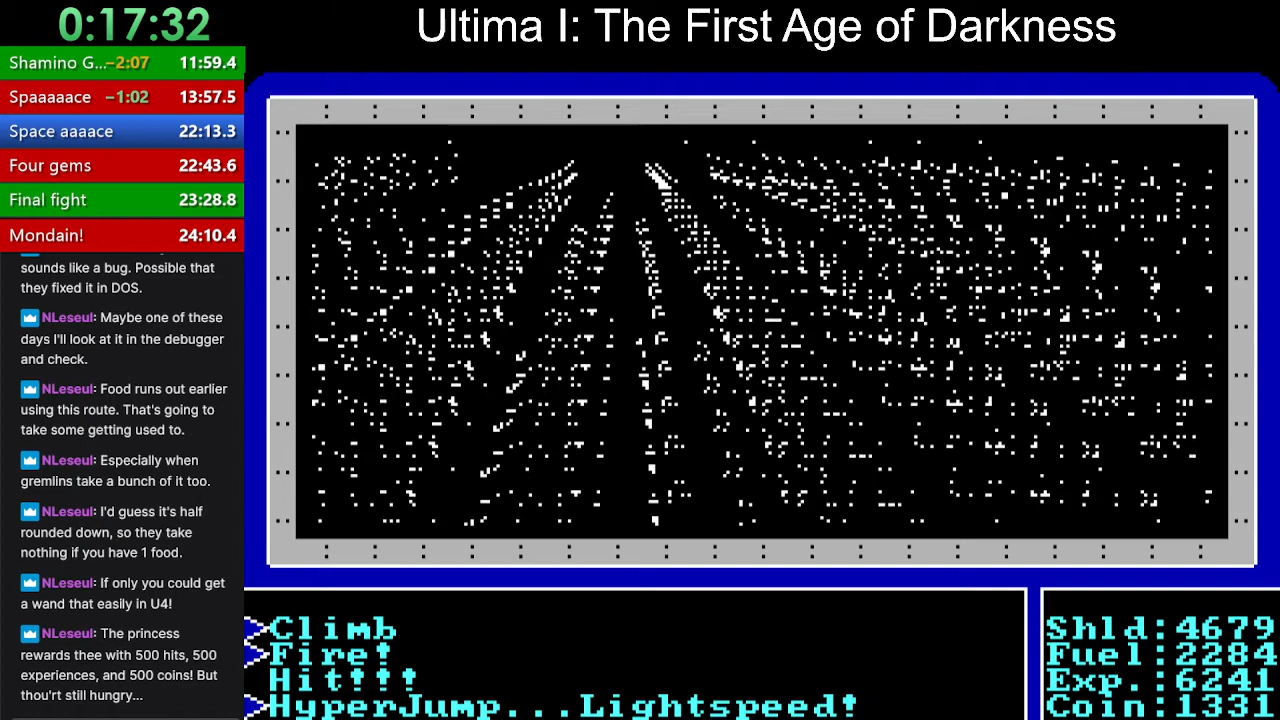 0:17:32
Ultima I: The First Age of Darkness
Shamino G... -2:07 11:59.4
Spaaaaace -1:02 13:57.5
Space aaaace 22:13.3
Four gems 22:43.6
Final fight 23:28.8
Mondain! 24:10.4
sounds like a bug. Possible that
they fixed it in DOS.
NLeseul: Maybe one of these
days I'll look at it in the debugger
and check.
NLeseul: Food runs out earlier
using this route. That's going to
take some getting used to.
NLeseul: Especially when
gremlins take a bunch of it too.
NLeseul: I'd guess it's half
rounded down, so they take
nothing if you have 1 food.
NLeseul: If only you could get
a wand that easily in U4!
NLeseul: The princess
rewards thee with 500 hits, 500
experiences, and 500 coins! But
thou'rt still hungry...
Climb
Fire!
Hit!!!
HyperJump...Lightspeed!
Shld:4679
Fuel:2284
Exp.:6241
Coin:1331